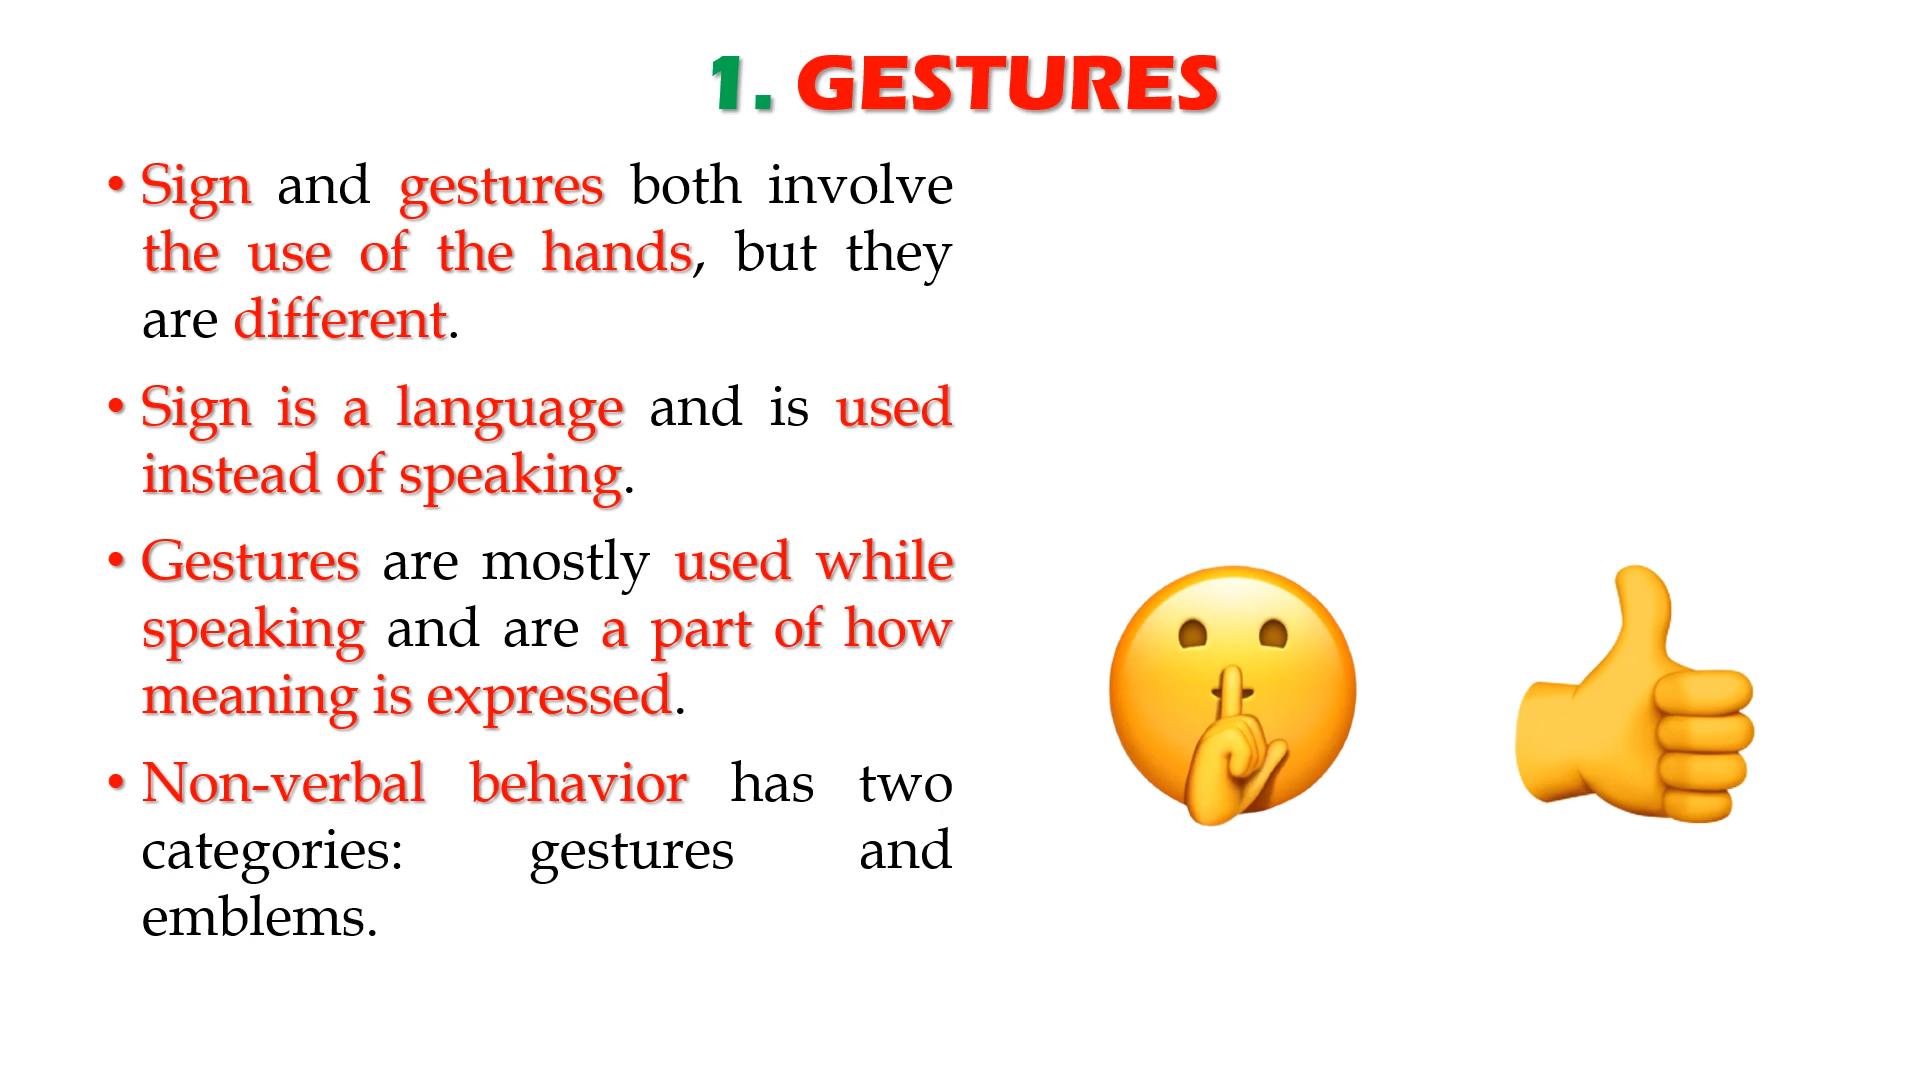 1. GESTURES
• Sign and gestures both involve
the use of the hands, but they
are different.
• Sign is a language and is used
instead of speaking.
• Gestures are mostly used while
speaking and are a part of how
meaning is expressed.
• Non-verbal behavior has two
categories: gestures and
emblems.